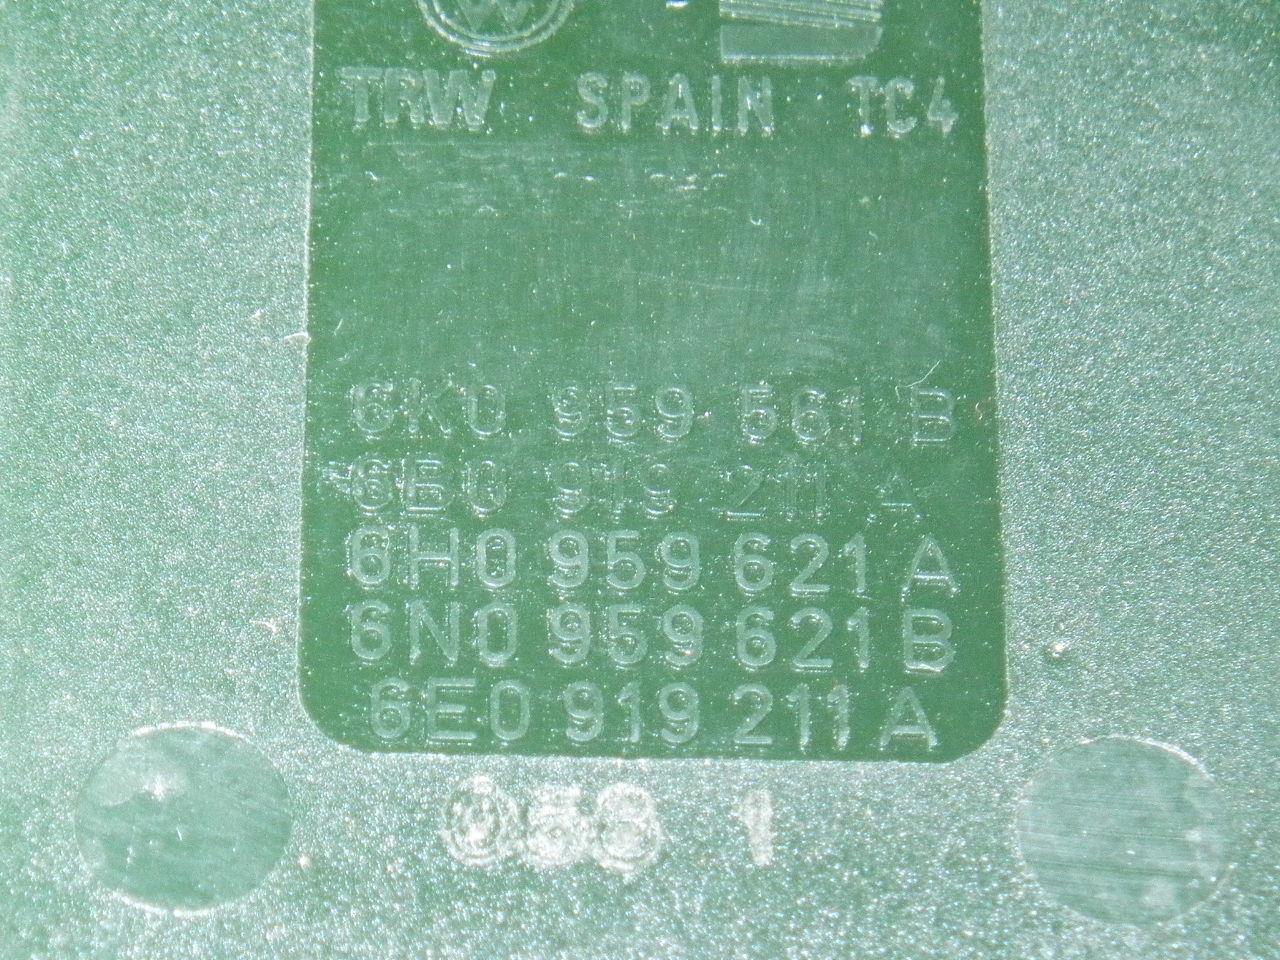 TRW SPAIN TC4
6K0 959 561 B
6E0 919 211 A
6H0 959 621 A
6N0 959 621 B
6E0 919 211 A